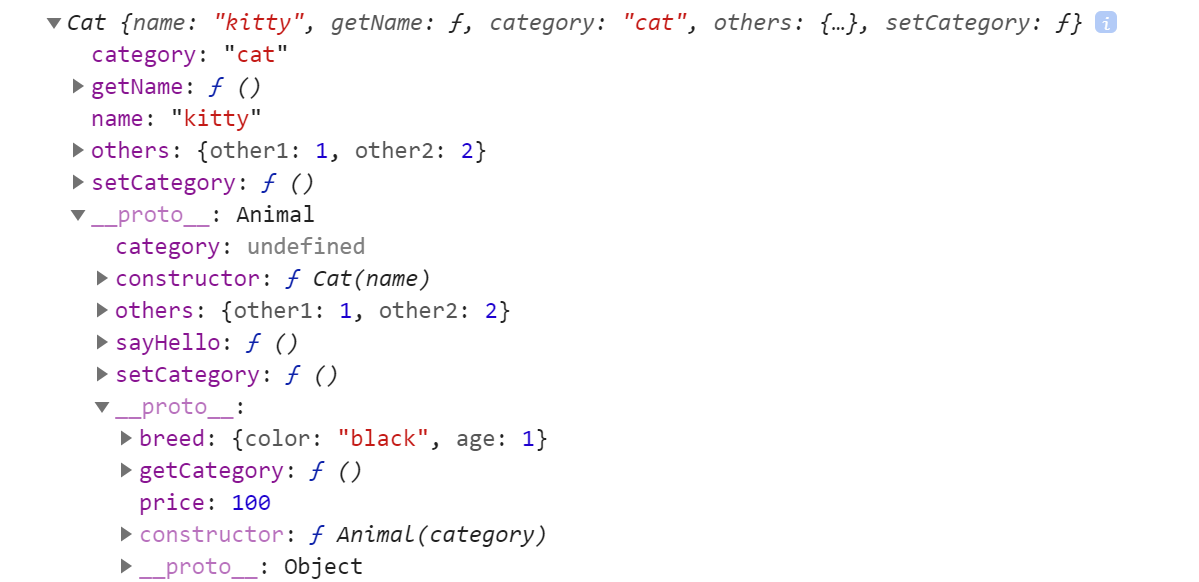 Cat {name: "kitty", getName: ƒ, category: "cat", others: {…}, setCategory: ƒ} i
category: "cat"
getName: ƒ ()
name: "kitty"
others: {other1: 1, other2: 2}
setCategory: ƒ ()
__proto__: Animal
category: undefined
constructor: ƒ Cat(name)
others: {other1: 1, other2: 2}
sayHello: ƒ ()
setCategory: ƒ ()
__proto__:
breed: {color: "black", age: 1}
getCategory: ƒ ()
price: 100
constructor: ƒ Animal(category)
__proto__: Object